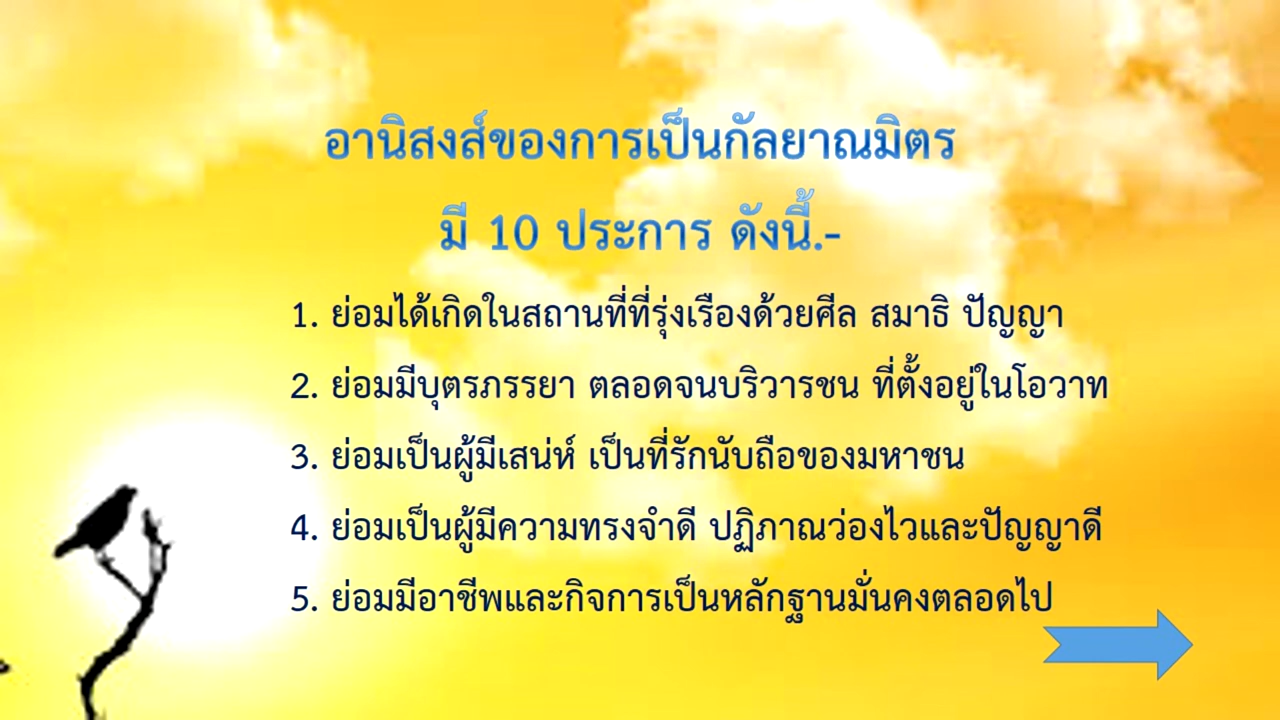 อานิสงส์ของการเป็นกัลยาณมิตร
มี 10 ประการ ดังนี้.-
1. ย่อมได้เกิดในสถานที่ที่รุ่งเรืองด้วยศีล สมาธิ ปัญญา
2. ย่อมมีบุตรภรรยา ตลอดจนบริวารชน ที่ตั้งอยู่ในโอวาท
3. ย่อมเป็นผู้มีเสน่ห์ เป็นที่รักนับถือของมหาชน
4. ย่อมเป็นผู้มีความทรงจำดี ปฏิภาณว่องไวและปัญญาดี
5. ย่อมมีอาชีพและกิจการเป็นหลักฐานมั่นคงตลอดไป